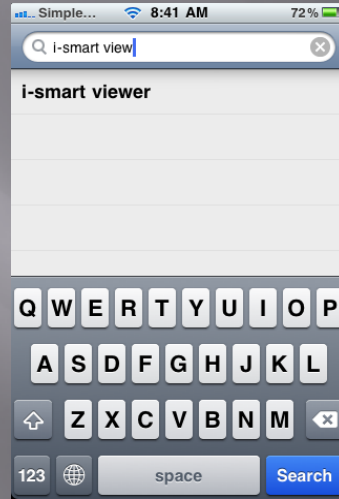 Simple... 8:41 AM 72%
i-smart view
i-smart viewer
Q W E R T Y U I O P
A S D F G H J K L
Z X C V B N M
123 space Search